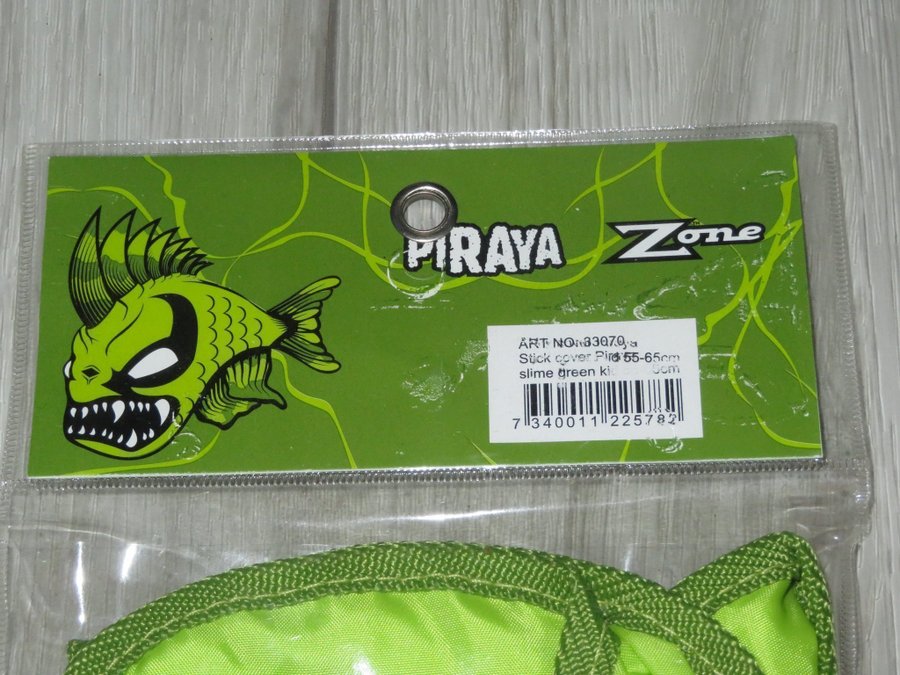 PIRAYA
Zone
ART NO: 33070
Stick cover 55-65cm
slime green
7 340011 225782